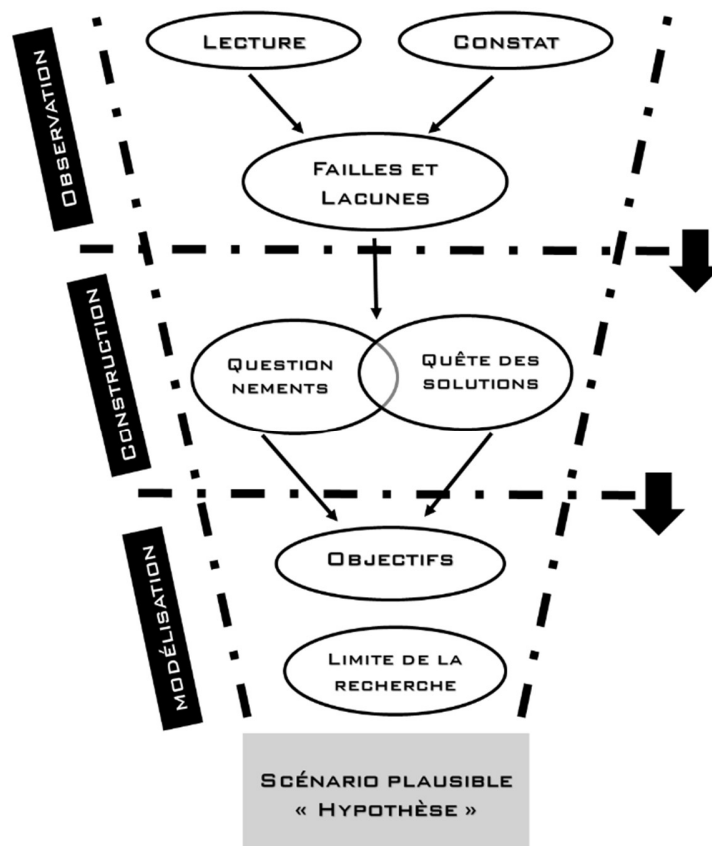 LECTURE
CONSTAT
OBSERVATION
FAILLES ET
LACUNES
CONSTRUCTION
QUESTION
NEMENTS
QUÊTE DES
SOLUTIONS
MODÉLISATION
OBJECTIFS
LIMITE DE LA
RECHERCHE
SCÉNARIO PLAUSIBLE
« HYPOTHÈSE »